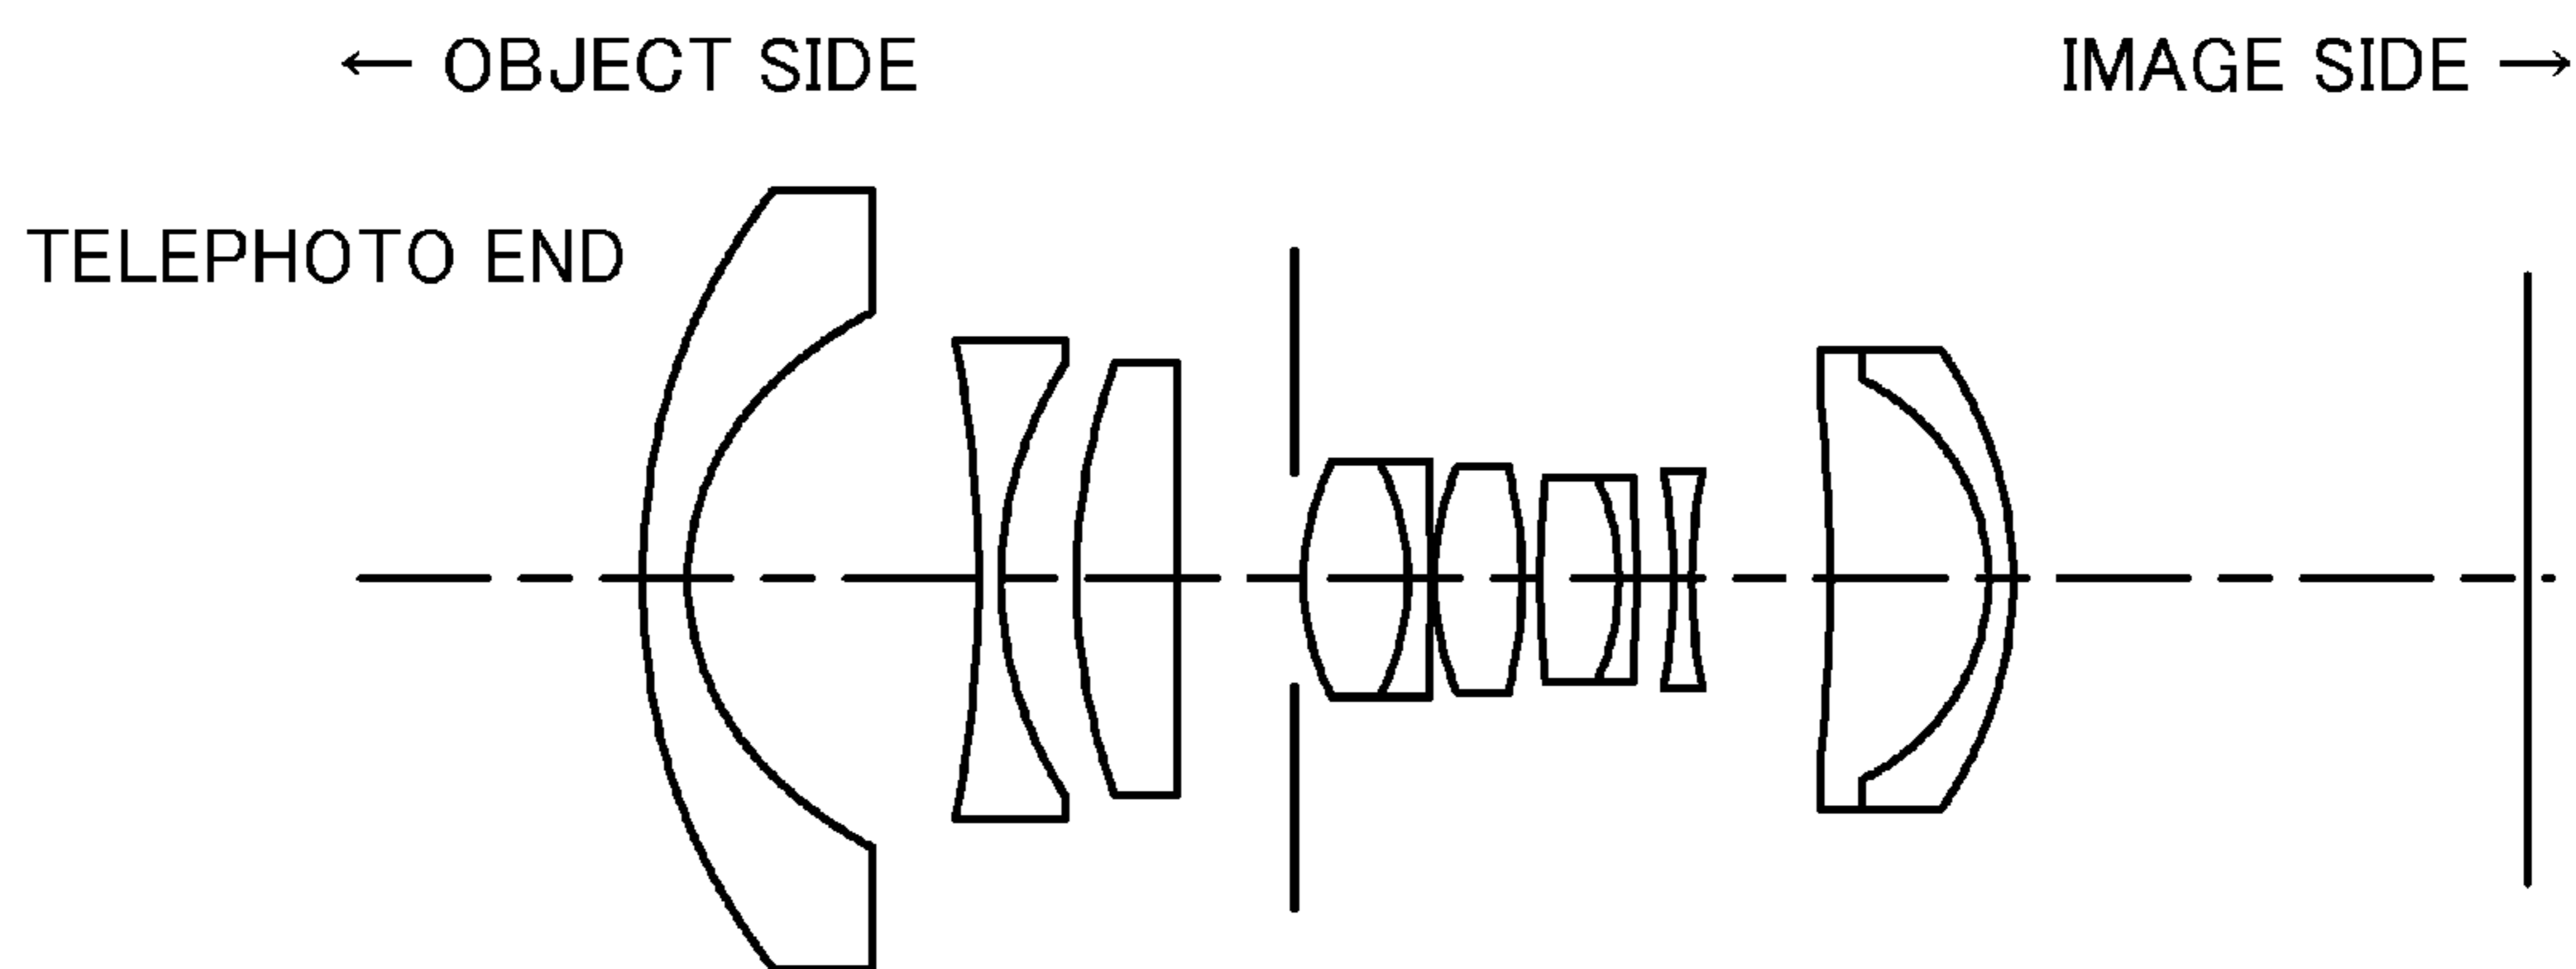 ← OBJECT SIDE
IMAGE SIDE →
TELEPHOTO END